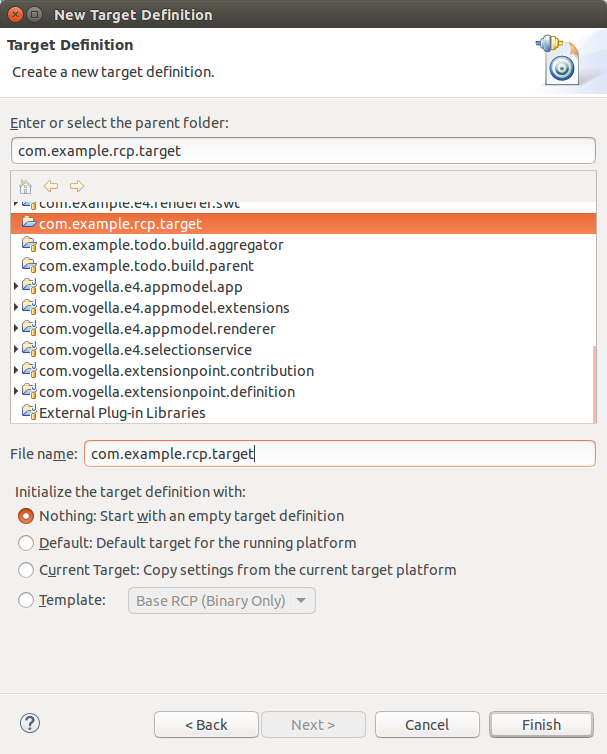 New Target Definition
Target Definition
Create a new target definition.
Enter or select the parent folder:
com.example.rcp.target
com.example.e4.renderer.swt
com.example.rcp.target
com.example.todo.build.aggregator
com.example.todo.build.parent
com.vogella.e4.appmodel.app
com.vogella.e4.appmodel.extensions
com.vogella.e4.appmodel.renderer
com.vogella.e4.selectionservice
com.vogella.extensionpoint.contribution
com.vogella.extensionpoint.definition
External Plug-in Libraries
File name: com.example.rcp.target
Initialize the target definition with:
Nothing: Start with an empty target definition
Default: Default target for the running platform
Current Target: Copy settings from the current target platform
Template: Base RCP (Binary Only)
? < Back Next > Cancel Finish